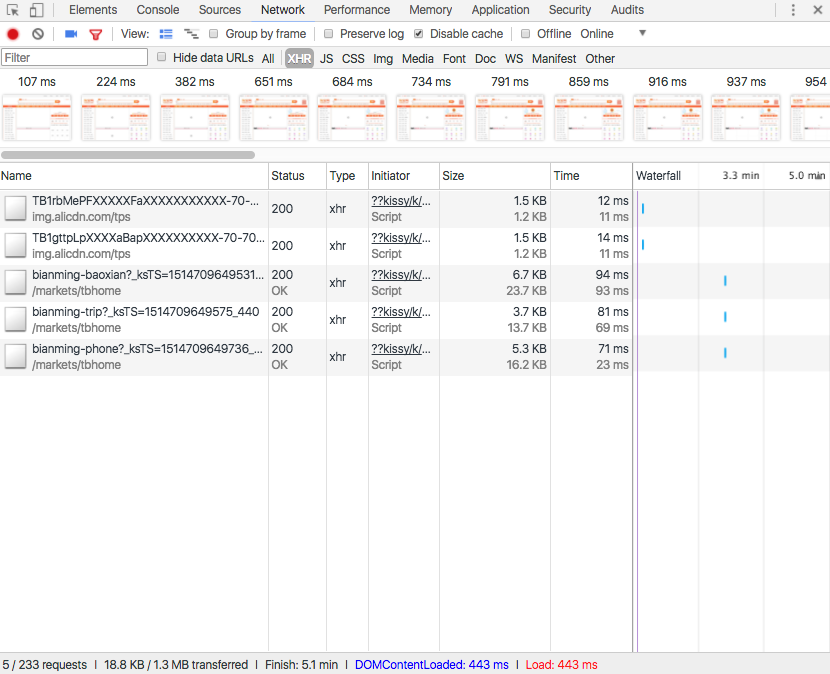 Elements Console Sources Network Performance Memory Application Security Audits
View: Group by frame Preserve log Disable cache Offline Online
Filter Hide data URLs All XHR JS CSS Img Media Font Doc WS Manifest Other
107 ms 224 ms 382 ms 651 ms 684 ms 734 ms 791 ms 859 ms 916 ms 937 ms 954
Name Status Type Initiator Size Time Waterfall 3.3 min 5.0 min
TB1rbMePFXXXXXFaXXXXXXXXXXX-70-... 200 xhr ??kissy/k/... 1.5 KB 12 ms
img.alicdn.com/tps Script 1.2 KB 11 ms
TB1gttpLpXXXXaBapXXXXXXXXXX-70-70... 200 xhr ??kissy/k/... 1.5 KB 14 ms
img.alicdn.com/tps Script 1.2 KB 11 ms
bianming-baoxian?_ksTS=1514709649531... 200 xhr ??kissy/k/... 6.7 KB 94 ms
/markets/tbhome OK Script 23.7 KB 93 ms
bianming-trip?_ksTS=1514709649575_440 200 xhr ??kissy/k/... 3.7 KB 81 ms
/markets/tbhome OK Script 13.7 KB 69 ms
bianming-phone?_ksTS=1514709649736_... 200 xhr ??kissy/k/... 5.3 KB 71 ms
/markets/tbhome OK Script 16.2 KB 23 ms
5 / 233 requests | 18.8 KB / 1.3 MB transferred | Finish: 5.1 min | DOMContentLoaded: 443 ms | Load: 443 ms